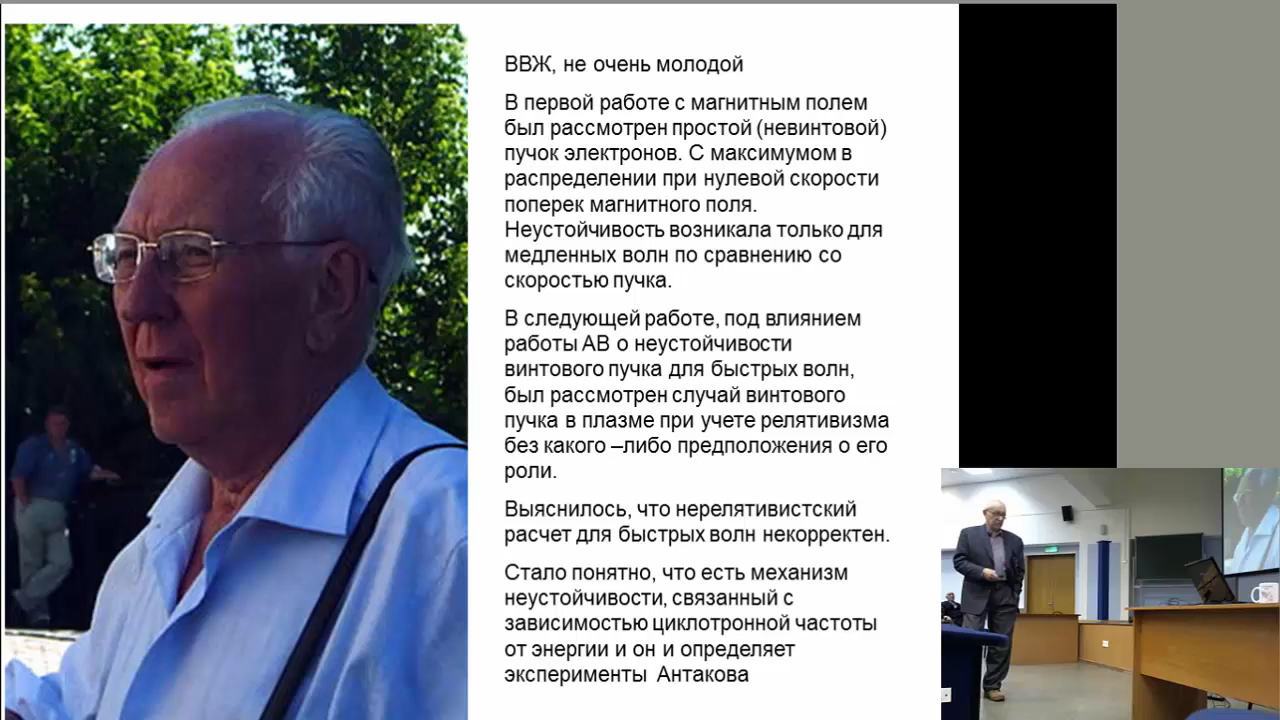 ВВЖ, не очень молодой
В первой работе с магнитным полем
был рассмотрен простой (невинтовой)
пучок электронов. С максимумом в
распределении при нулевой скорости
поперек магнитного поля.
Неустойчивость возникала только для
медленных волн по сравнению со
скоростью пучка.
В следующей работе, под влиянием
работы АВ о неустойчивости
винтового пучка для быстрых волн,
был рассмотрен случай винтового
пучка в плазме при учете релятивизма
без какого –либо предположения о его
роли.
Выяснилось, что нерелятивистский
расчет для быстрых волн некорректен.
Стало понятно, что есть механизм
неустойчивости, связанный с
зависимостью циклотронной частоты
от энергии и он и определяет
эксперименты Антакова